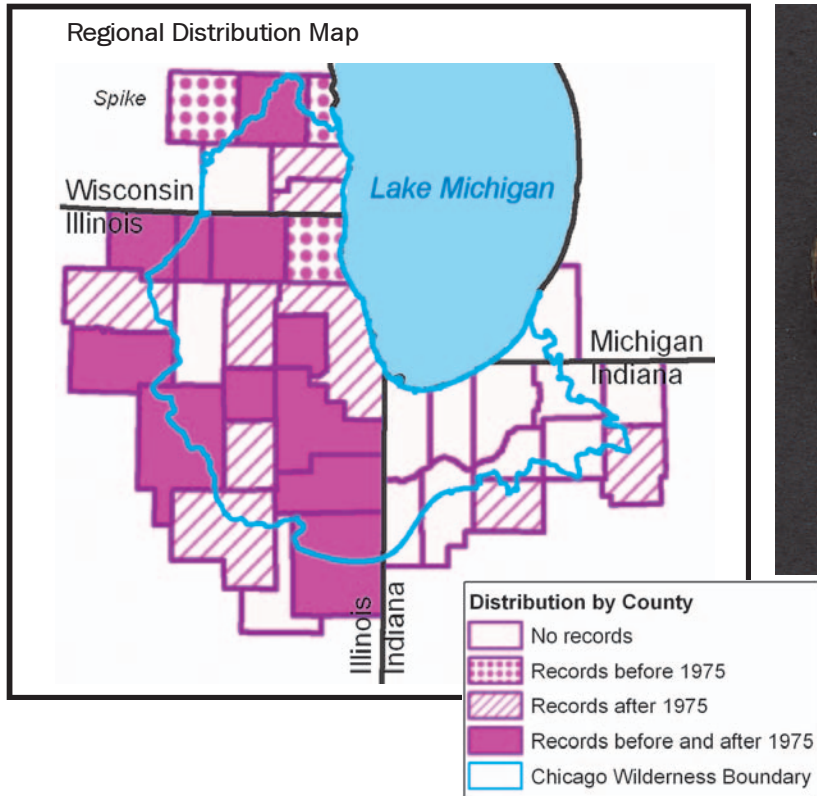 Regional Distribution Map
Spike
Wisconsin
Illinois
Lake Michigan
Michigan
Indiana
Illinois
Indiana
Distribution by County
No records
Records before 1975
Records after 1975
Records before and after 1975
Chicago Wilderness Boundary